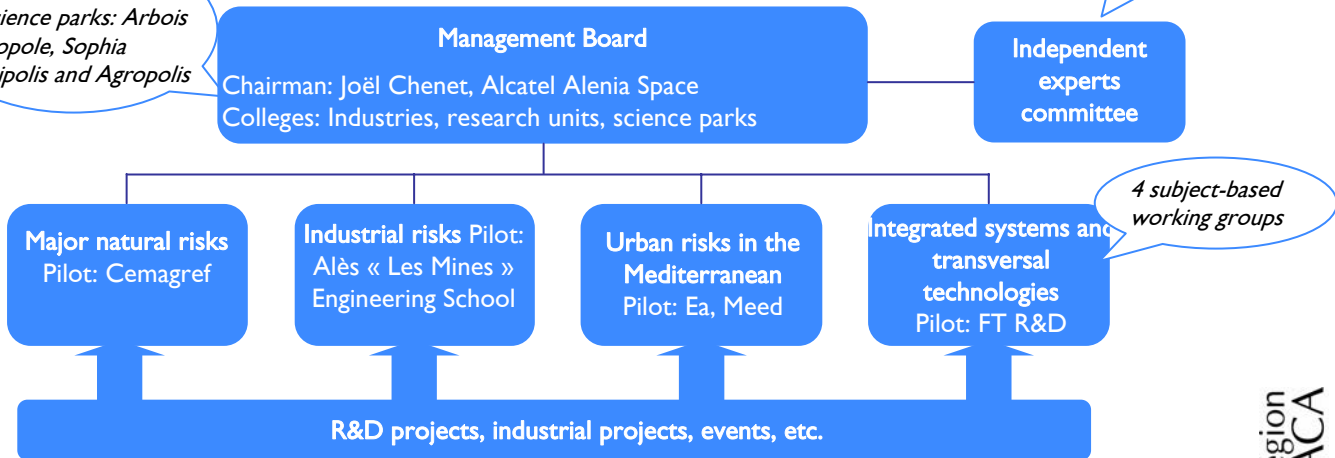 science parks: Arbois
opole, Sophia
ipolis and Agropolis
Management Board
Chairman: Joël Chenet, Alcatel Alenia Space
Colleges: Industries, research units, science parks
Independent
experts
committee
4 subject-based
working groups
Major natural risks
Pilot: Cemagref
Industrial risks Pilot:
Alès « Les Mines »
Engineering School
Urban risks in the
Mediterranean
Pilot: Ea, Meed
Integrated systems and
transversal
technologies
Pilot: FT R&D
R&D projects, industrial projects, events, etc.
egion
ACA